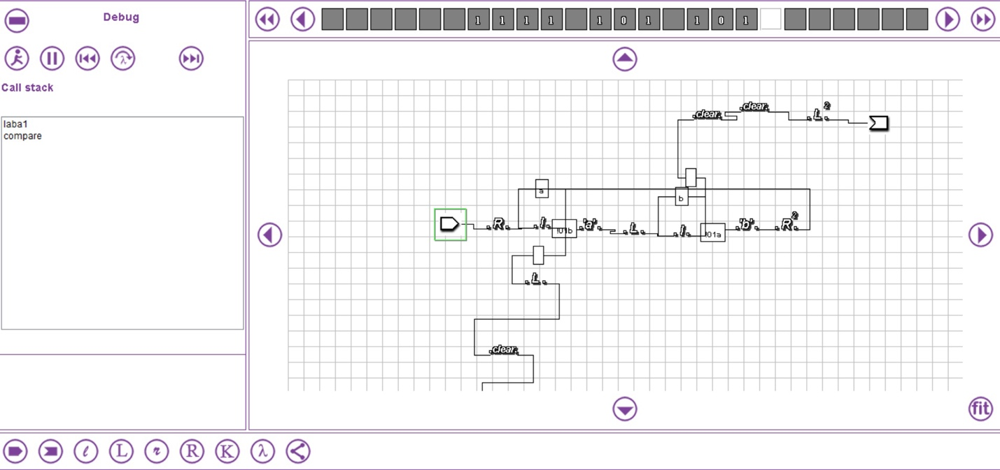 Debug
1 1 1 1 1 0 1 1 0 1
Call stack
laba1
compare
.clear. .clear. .L. 2
a
b
.R. .l. !01b 'a'. .L. .l. !01a 'b'. .R. 2
.L.
.clear.
fit
l L r R K λ